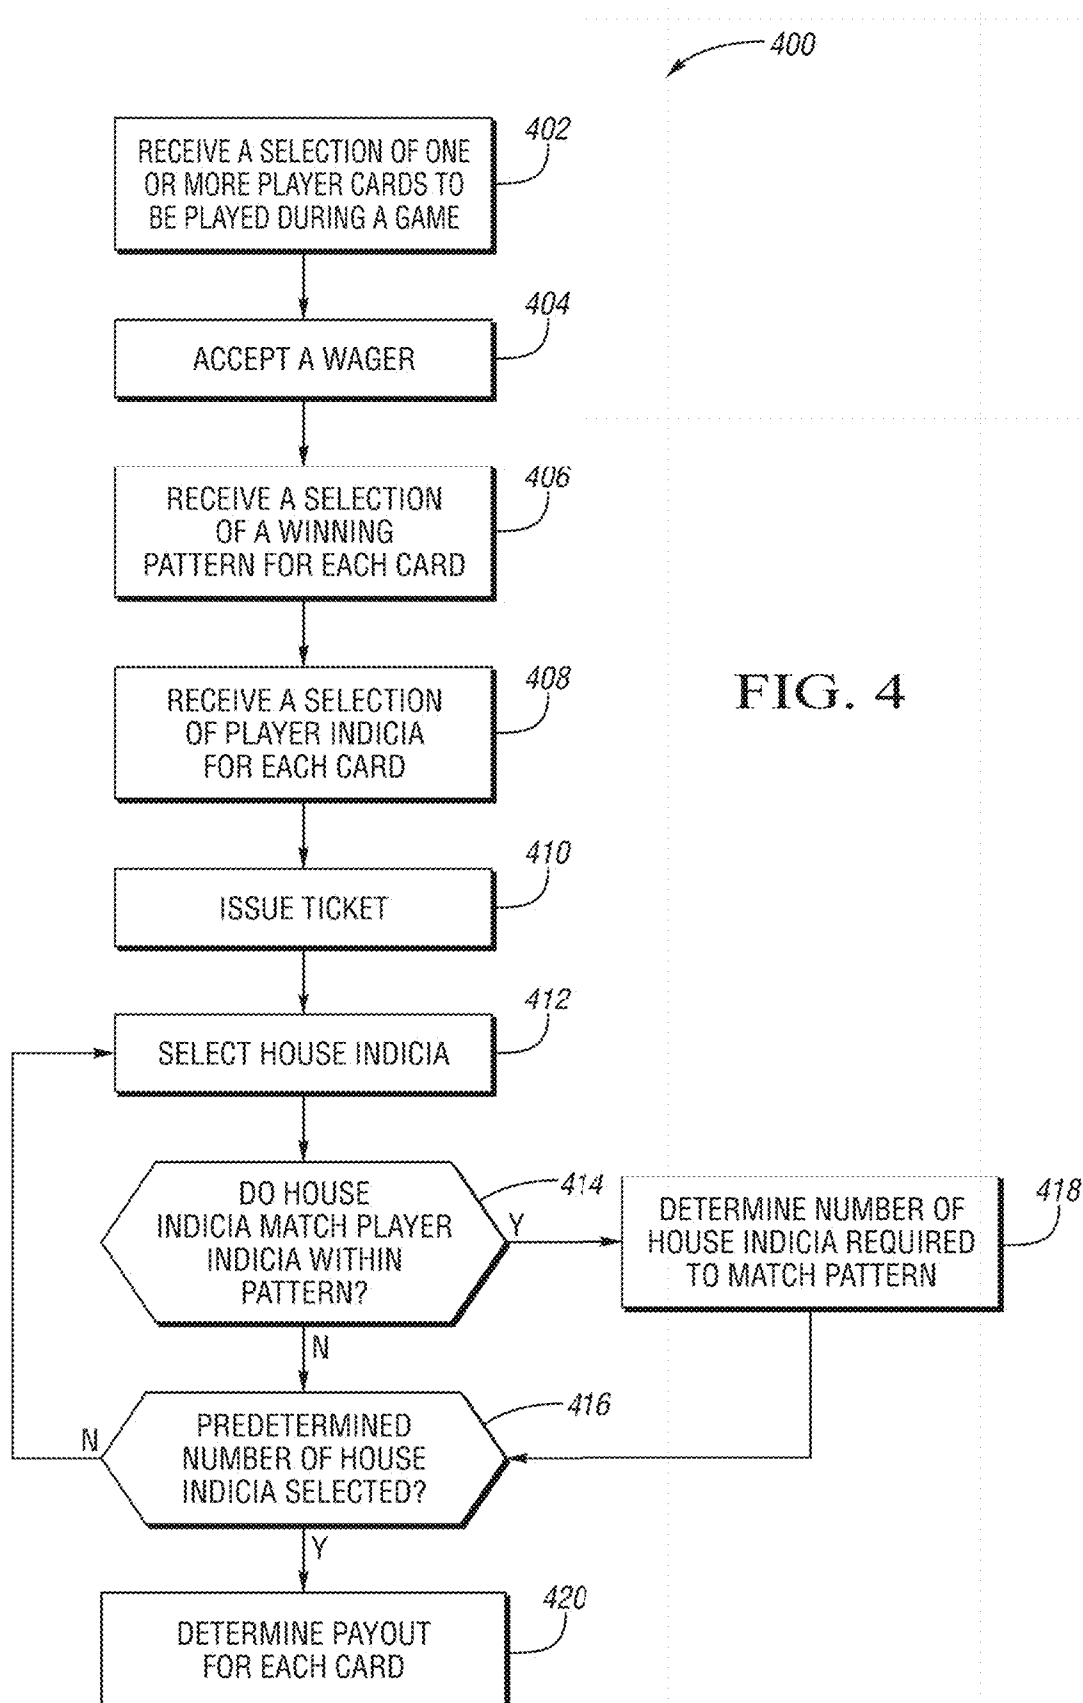 400
402
RECEIVE A SELECTION OF ONE
OR MORE PLAYER CARDS TO
BE PLAYED DURING A GAME
404
ACCEPT A WAGER
406
RECEIVE A SELECTION
OF A WINNING
PATTERN FOR EACH CARD
408
RECEIVE A SELECTION
OF PLAYER INDICIA
FOR EACH CARD
FIG. 4
410
ISSUE TICKET
412
SELECT HOUSE INDICIA
414
DO HOUSE
INDICIA MATCH PLAYER
INDICIA WITHIN
PATTERN?
Y
418
DETERMINE NUMBER OF
HOUSE INDICIA REQUIRED
TO MATCH PATTERN
N
416
PREDETERMINED
NUMBER OF HOUSE
INDICIA SELECTED?
N
Y
420
DETERMINE PAYOUT
FOR EACH CARD